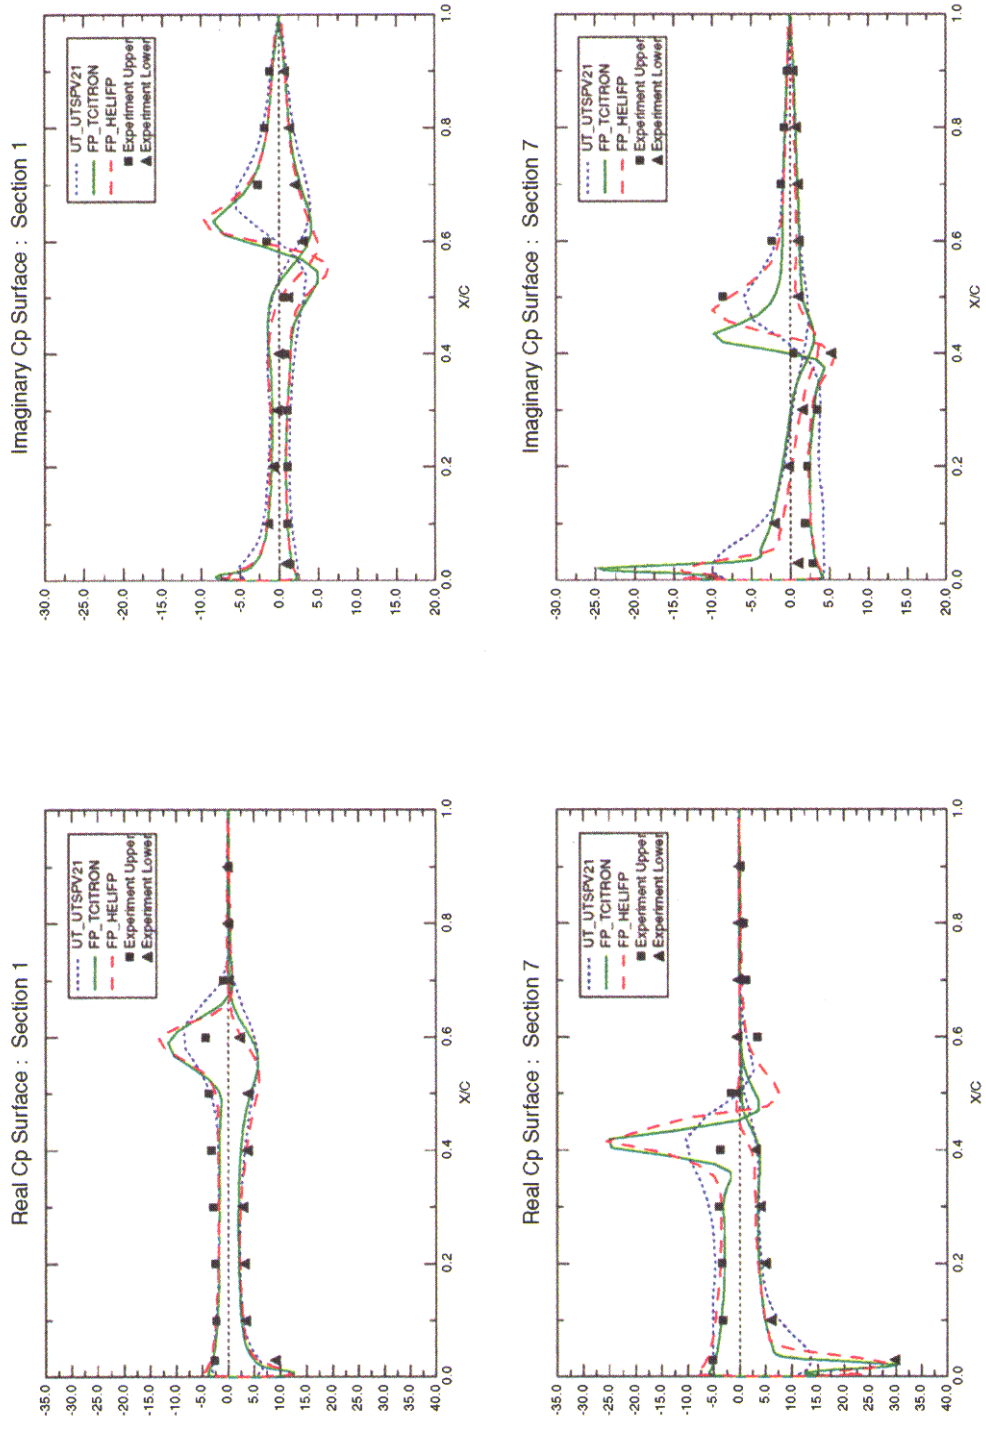 Imaginary Cp Surface : Section 1
-30.0
-25.0
-20.0
-15.0
-10.0
-5.0
0.0
5.0
10.0
15.0
20.0
0.0
0.2
0.4
0.6
0.8
1.0
X/C
UT_UTSPV21
FP_TCITRON
FP_HELIFP
Experiment Upper
Experiment Lower
Imaginary Cp Surface : Section 7
-30.0
-25.0
-20.0
-15.0
-10.0
-5.0
0.0
5.0
10.0
15.0
20.0
0.0
0.2
0.4
0.6
0.8
1.0
X/C
UT_UTSPV21
FP_TCITRON
FP_HELIFP
Experiment Upper
Experiment Lower
Real Cp Surface : Section 1
-35.0
-30.0
-25.0
-20.0
-15.0
-10.0
-5.0
0.0
5.0
10.0
15.0
20.0
25.0
30.0
35.0
40.0
0.0
0.2
0.4
0.6
0.8
1.0
X/C
UT_UTSPV21
FP_TCITRON
FP_HELIFP
Experiment Upper
Experiment Lower
Real Cp Surface : Section 7
-35.0
-30.0
-25.0
-20.0
-15.0
-10.0
-5.0
0.0
5.0
10.0
15.0
20.0
25.0
30.0
35.0
40.0
0.0
0.2
0.4
0.6
0.8
1.0
X/C
UT_UTSPV21
FP_TCITRON
FP_HELIFP
Experiment Upper
Experiment Lower